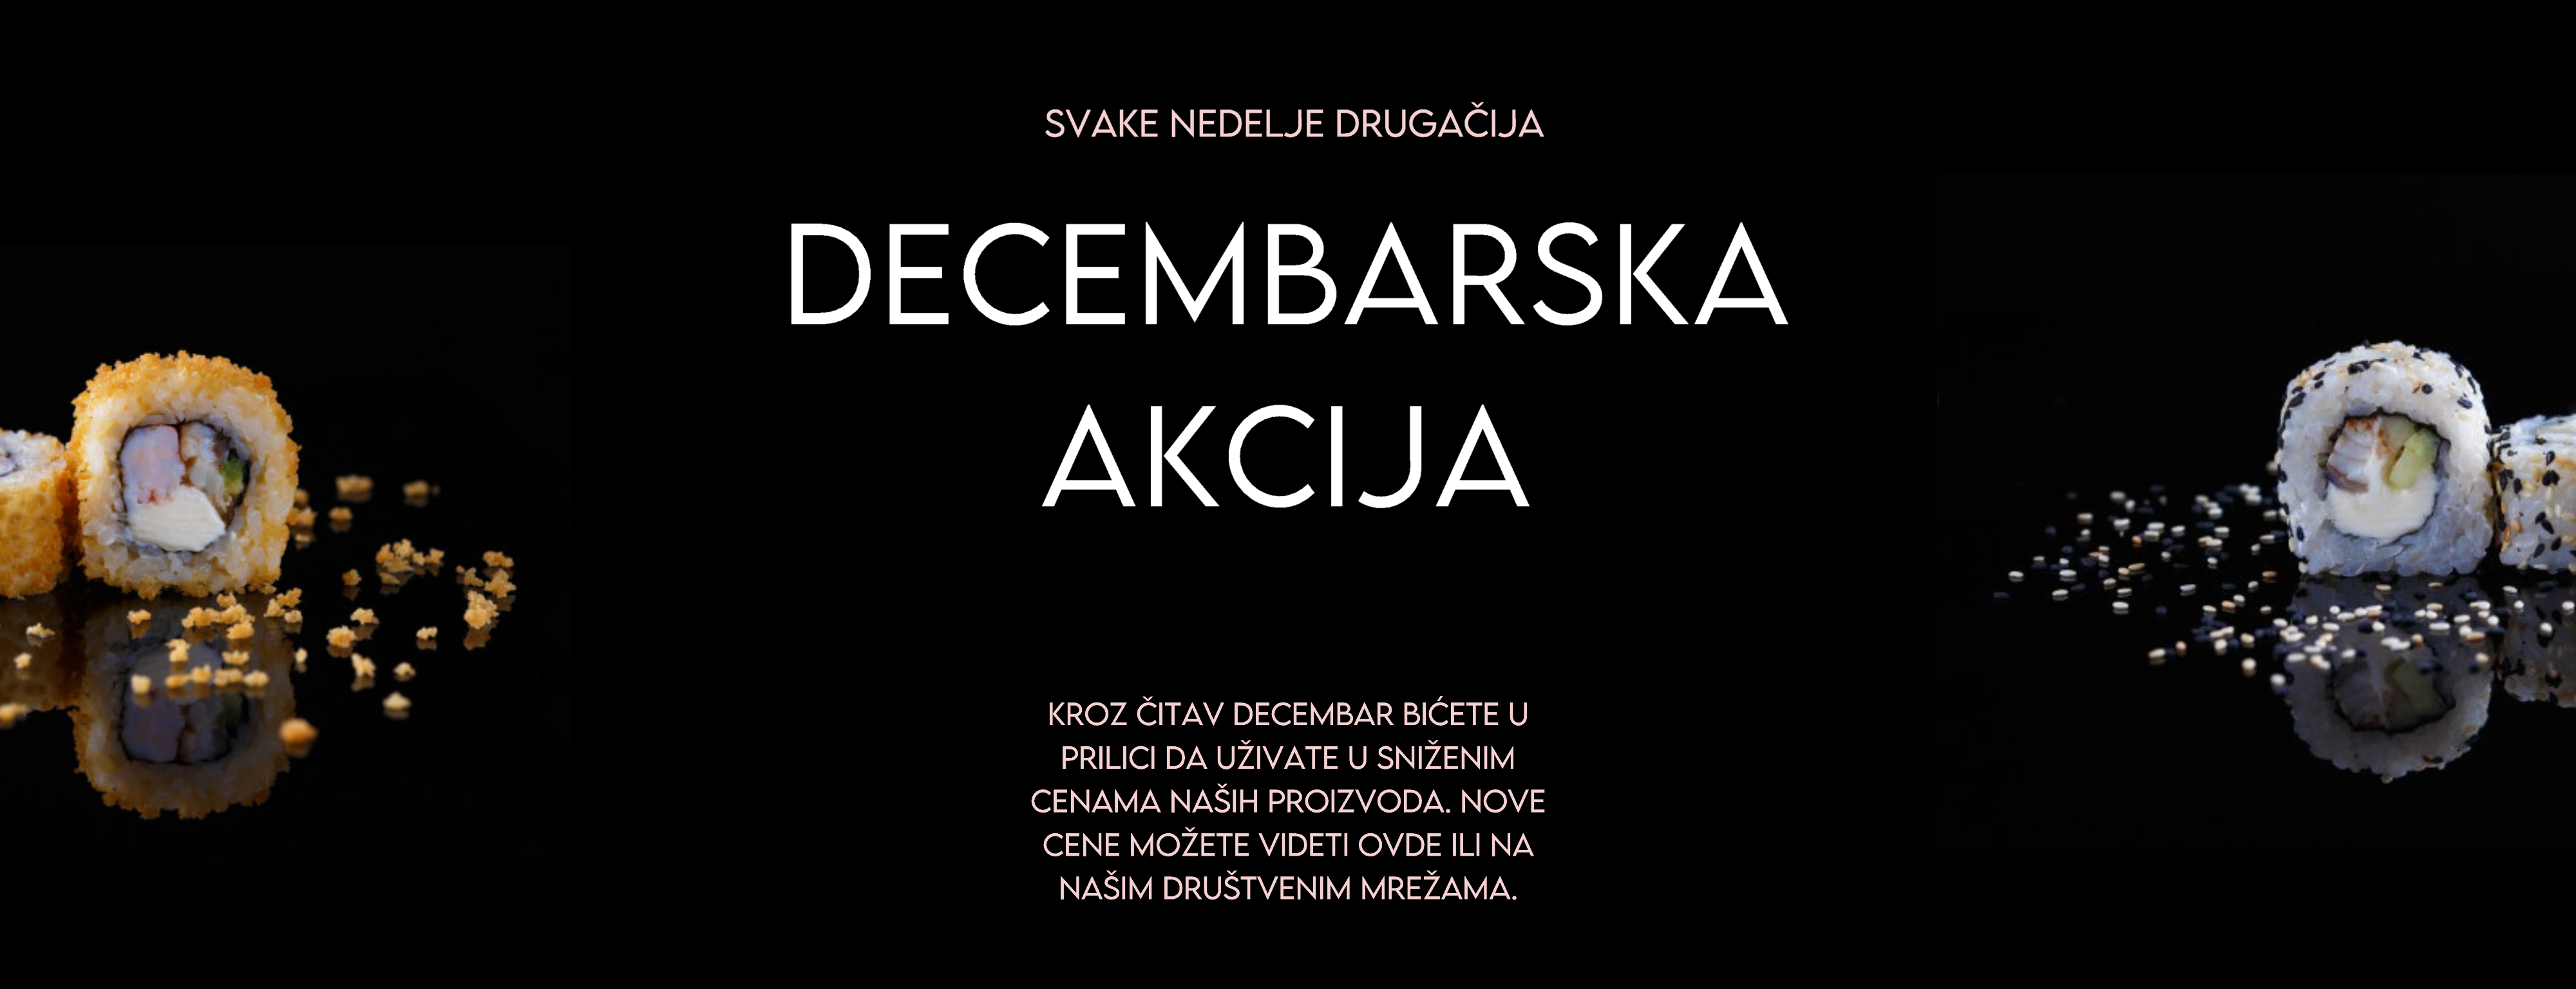 SVAKE NEDELJE DRUGAČIJA
DECEMBARSKA
AKCIJA
KROZ ČITAV DECEMBAR BIĆETE U
PRILICI DA UŽIVATE U SNIŽENIM
CENAMA NAŠIH PROIZVODA. NOVE
CENE MOŽETE VIDETI OVDE ILI NA
NAŠIM DRUŠTVENIM MREŽAMA.